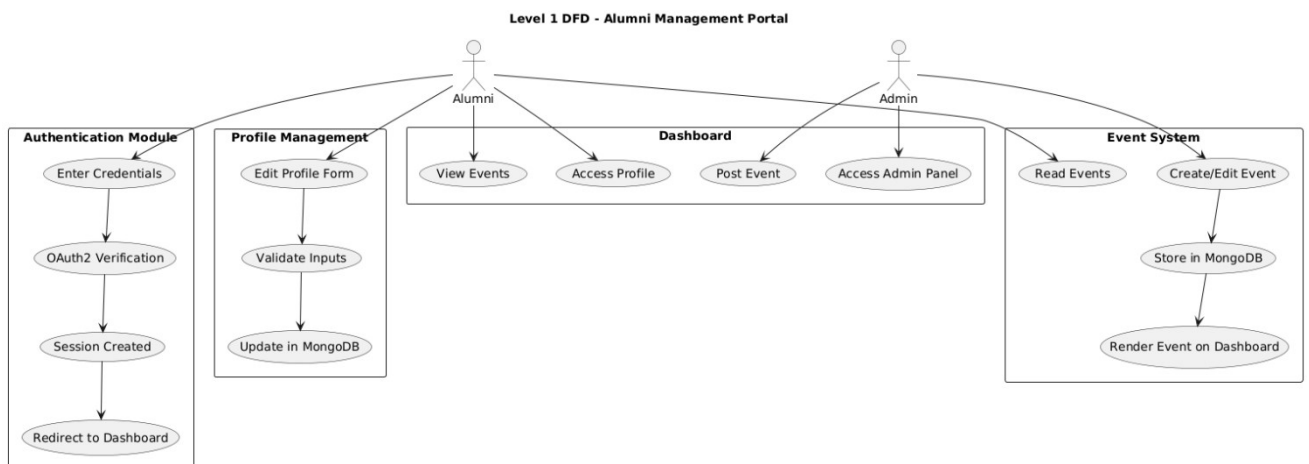 Level 1 DFD - Alumni Management Portal
Alumni
Admin
Authentication Module
Enter Credentials
OAuth2 Verification
Session Created
Redirect to Dashboard
Profile Management
Edit Profile Form
Validate Inputs
Update in MongoDB
Dashboard
View Events
Access Profile
Post Event
Access Admin Panel
Event System
Read Events
Create/Edit Event
Store in MongoDB
Render Event on Dashboard